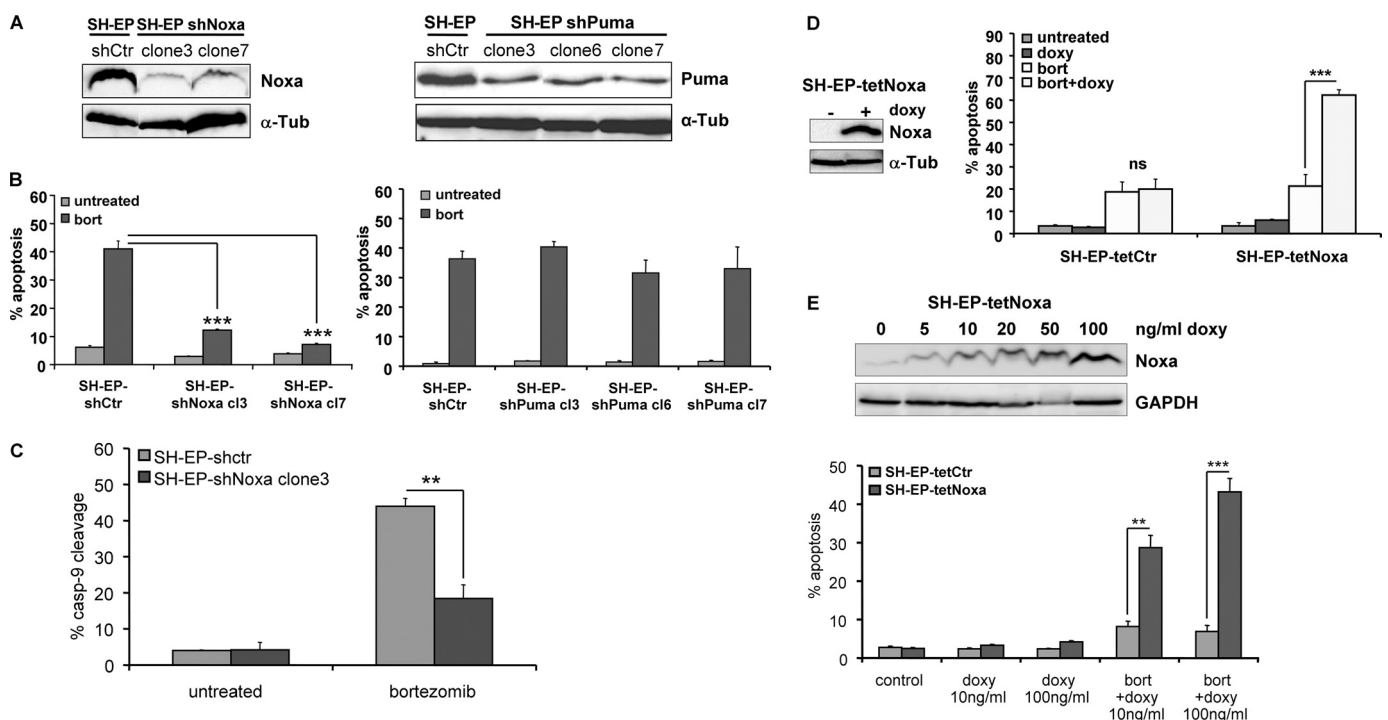 A
SH-EP SH-EP shNoxa
shCtr clone3 clone7
Noxa
α-Tub
SH-EP SH-EP shPuma
shCtr clone3 clone6 clone7
Puma
α-Tub
B
% apoptosis
60
50
40
30
20
10
0
untreated
bort
***
***
SH-EP-
shCtr
SH-EP-
shNoxa cl3
SH-EP-
shNoxa cl7
% apoptosis
60
50
40
30
20
10
0
untreated
bort
SH-EP-
shCtr
SH-EP-
shPuma cl3
SH-EP-
shPuma cl6
SH-EP-
shPuma cl7
C
% casp-9 cleavage
60
50
40
30
20
10
0
SH-EP-shctr
SH-EP-shNoxa clone3
**
untreated
bortezomib
D
SH-EP-tetNoxa
- + doxy
Noxa
α-Tub
% apoptosis
90
80
70
60
50
40
30
20
10
0
untreated
doxy
bort
bort+doxy
ns
***
SH-EP-tetCtr
SH-EP-tetNoxa
E
SH-EP-tetNoxa
0 5 10 20 50 100 ng/ml doxy
Noxa
GAPDH
% apoptosis
50
40
30
20
10
0
SH-EP-tetCtr
SH-EP-tetNoxa
**
***
control
doxy
10ng/ml
doxy
100ng/ml
bort
+doxy
10ng/ml
bort
+doxy
100ng/ml